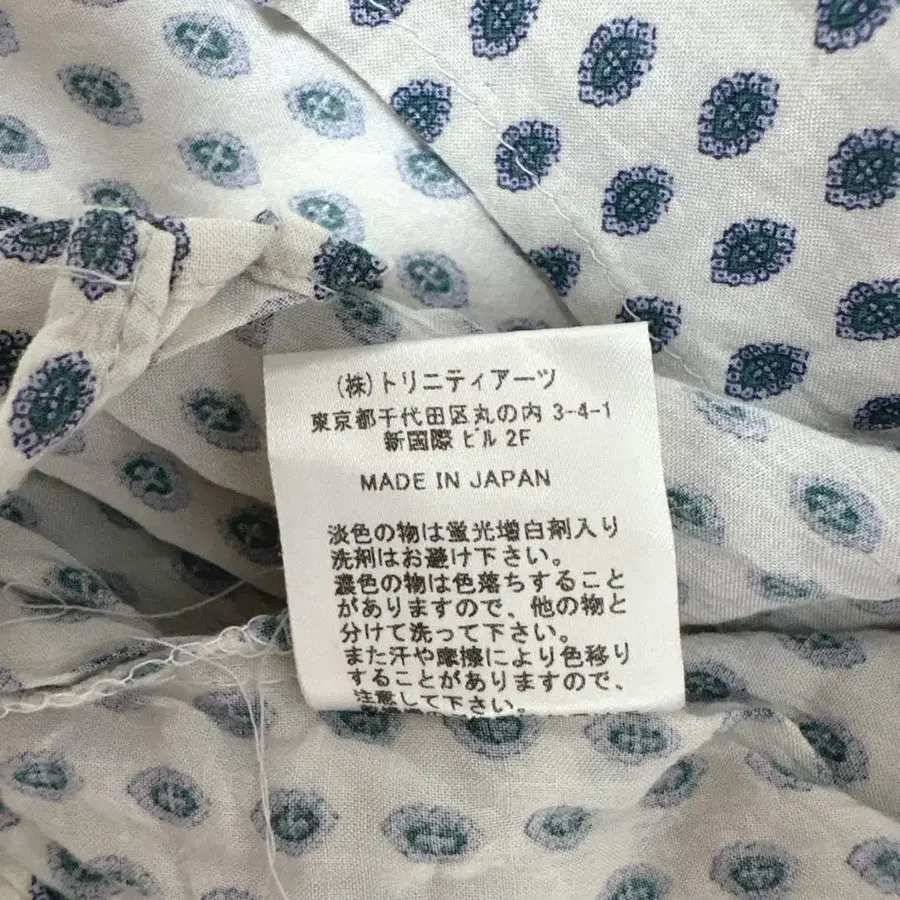 (株)トリニティアーツ
東京都千代田区丸の内 3-4-1
新国際 ビル 2F
MADE IN JAPAN
淡色の物は蛍光増白剤入り
洗剤はお避け下さい。
濃色の物は色落ちすること
がありますので、他の物と
分けて洗って下さい。
また汗や摩擦により色移り
することがありますので、
注意して下さい。